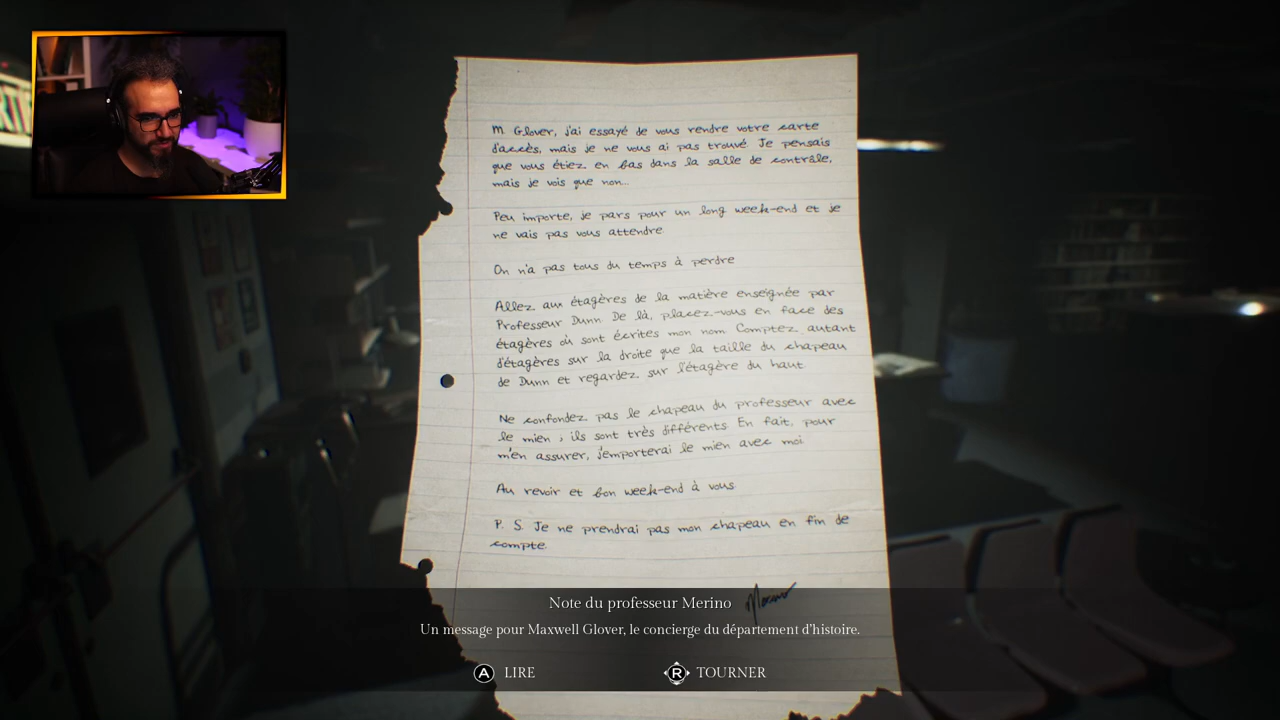 M. Glover, j'ai essayé de vous rendre votre carte
d'accès, mais je ne vous ai pas trouvé Je pensais
que vous étiez en bas dans la salle de contrôle,
mais je vois que non...
Peu importe, je pars pour un long week-end et je
ne vais pas vous attendre
On n'a pas tous du temps à perdre
Allez aux étagères de la matière enseignée par
Professeur Dunn De là, placez-vous en face des
étagères où sont écrites mon nom Comptez autant
d'étagères sur la droite que la taille du chapeau
de Dunn et regardez sur l'étagère du haut
Ne confondez pas le chapeau du professeur avec
le mien ; ils sont très différents En fait, pour
m'en assurer, j'emporterai le mien avec moi
Au revoir et bon week-end à vous
P. S. Je ne prendrai pas mon chapeau en fin de
compte.
Merino
Note du professeur Merino
Un message pour Maxwell Glover, le concierge du département d'histoire.
A LIRE
R TOURNER